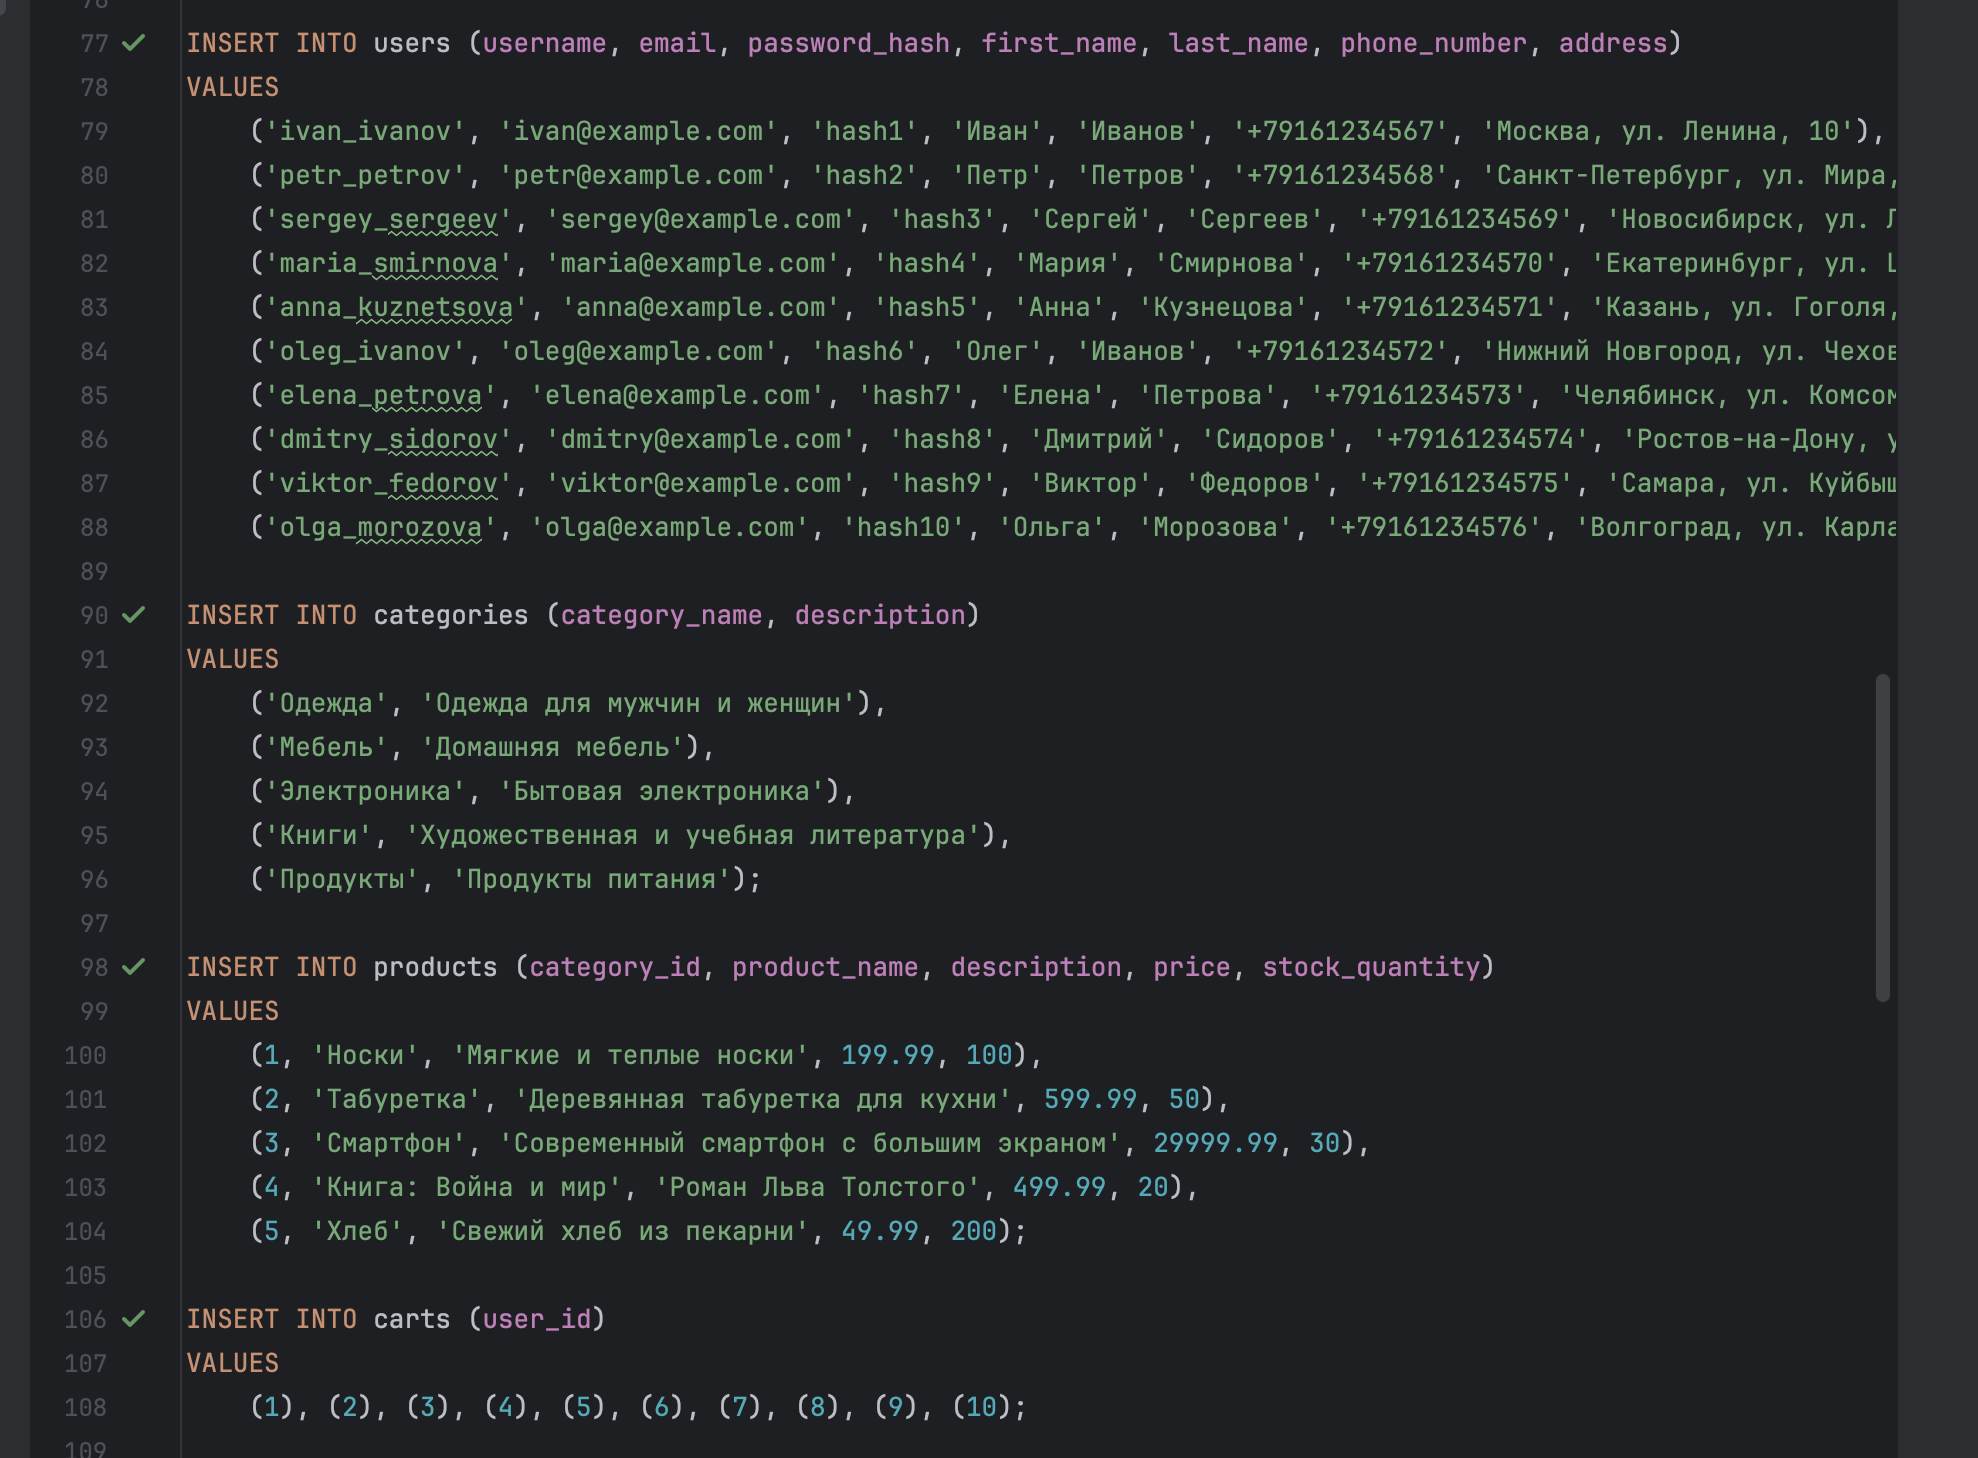 77 INSERT INTO users (username, email, password_hash, first_name, last_name, phone_number, address)
78 VALUES
79 ('ivan_ivanov', 'ivan@example.com', 'hash1', 'Иван', 'Иванов', '+79161234567', 'Москва, ул. Ленина, 10'),
80 ('petr_petrov', 'petr@example.com', 'hash2', 'Петр', 'Петров', '+79161234568', 'Санкт-Петербург, ул. Мира,
81 ('sergey_sergeev', 'sergey@example.com', 'hash3', 'Сергей', 'Сергеев', '+79161234569', 'Новосибирск, ул.
82 ('maria_smirnova', 'maria@example.com', 'hash4', 'Мария', 'Смирнова', '+79161234570', 'Екатеринбург, ул.
83 ('anna_kuznetsova', 'anna@example.com', 'hash5', 'Анна', 'Кузнецова', '+79161234571', 'Казань, ул. Гоголя,
84 ('oleg_ivanov', 'oleg@example.com', 'hash6', 'Олег', 'Иванов', '+79161234572', 'Нижний Новгород, ул. Чехов
85 ('elena_petrova', 'elena@example.com', 'hash7', 'Елена', 'Петрова', '+79161234573', 'Челябинск, ул. Комсом
86 ('dmitry_sidorov', 'dmitry@example.com', 'hash8', 'Дмитрий', 'Сидоров', '+79161234574', 'Ростов-на-Дону, у
87 ('viktor_fedorov', 'viktor@example.com', 'hash9', 'Виктор', 'Федоров', '+79161234575', 'Самара, ул. Куйбыш
88 ('olga_morozova', 'olga@example.com', 'hash10', 'Ольга', 'Морозова', '+79161234576', 'Волгоград, ул. Карла
89
90 INSERT INTO categories (category_name, description)
91 VALUES
92 ('Одежда', 'Одежда для мужчин и женщин'),
93 ('Мебель', 'Домашняя мебель'),
94 ('Электроника', 'Бытовая электроника'),
95 ('Книги', 'Художественная и учебная литература'),
96 ('Продукты', 'Продукты питания');
97
98 INSERT INTO products (category_id, product_name, description, price, stock_quantity)
99 VALUES
100 (1, 'Носки', 'Мягкие и теплые носки', 199.99, 100),
101 (2, 'Табуретка', 'Деревянная табуретка для кухни', 599.99, 50),
102 (3, 'Смартфон', 'Современный смартфон с большим экраном', 29999.99, 30),
103 (4, 'Книга: Война и мир', 'Роман Льва Толстого', 499.99, 20),
104 (5, 'Хлеб', 'Свежий хлеб из пекарни', 49.99, 200);
105
106 INSERT INTO carts (user_id)
107 VALUES
108 (1), (2), (3), (4), (5), (6), (7), (8), (9), (10);
109